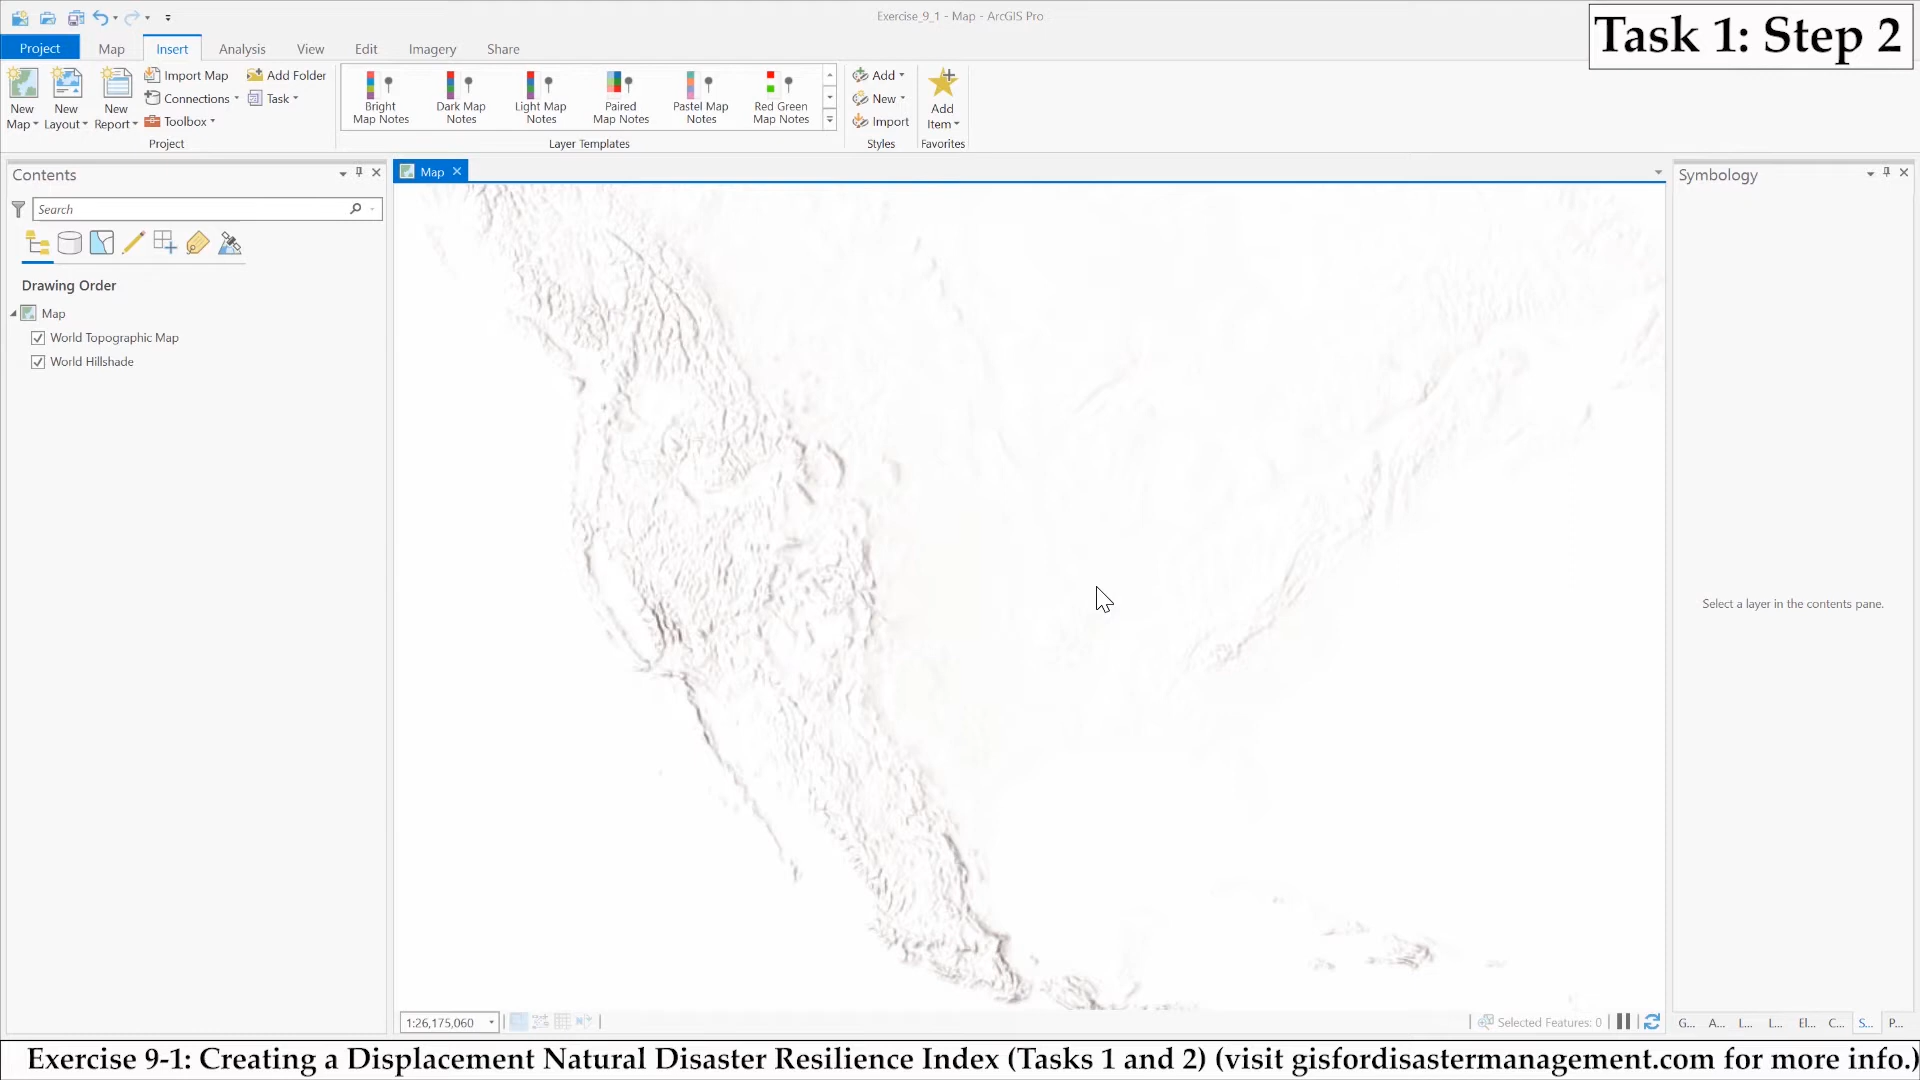 Exercise_9_1 - Map - ArcGIS Pro
Task 1: Step 2
Project
Map
Insert
Analysis
View
Edit
Imagery
Share
New Map
New Layout
New Report
Import Map
Connections
Toolbox
Add Folder
Task
Project
Bright Map Notes
Dark Map Notes
Light Map Notes
Paired Map Notes
Pastel Map Notes
Red Green Map Notes
Layer Templates
Add
New
Import
Styles
Add Item
Favorites
Contents
Search
Drawing Order
Map
World Topographic Map
World Hillshade
Map
Symbology
Select a layer in the contents pane.
1:26,175,060
Selected Features: 0
G... A... L... L... El... C... S... P...
Exercise 9-1: Creating a Displacement Natural Disaster Resilience Index (Tasks 1 and 2) (visit gisfordisastermanagement.com for more info.)